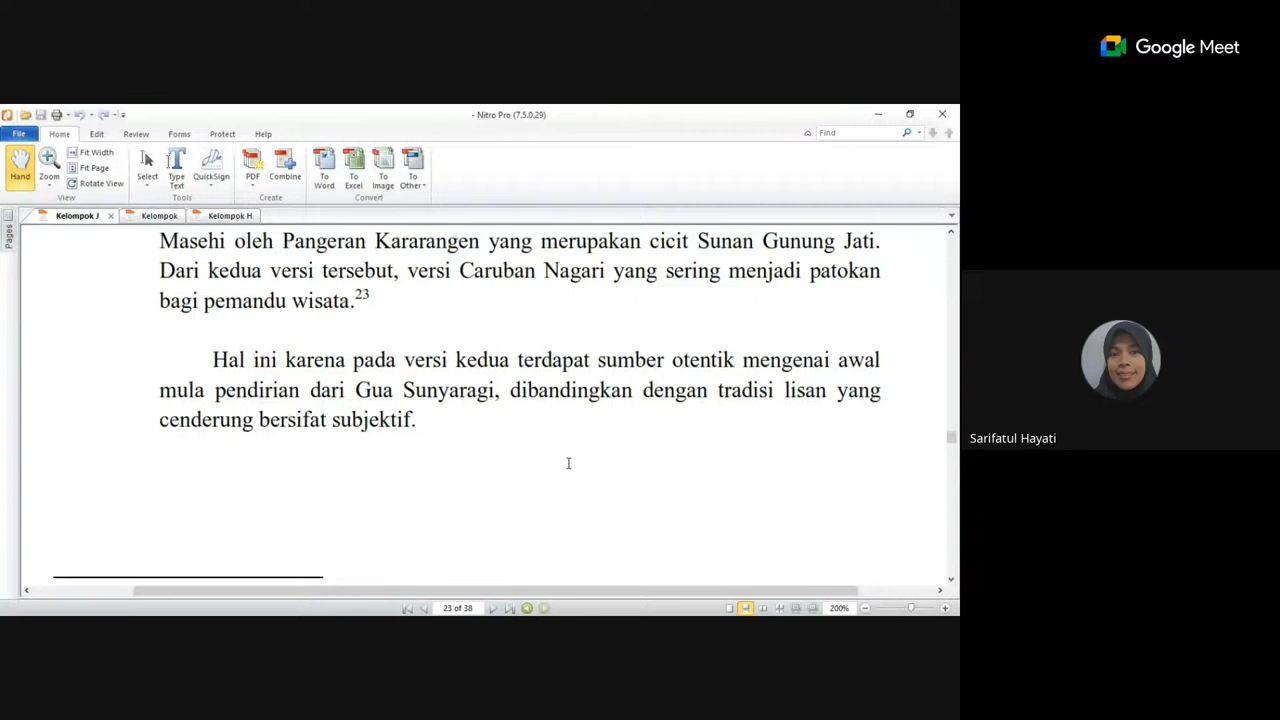 Google Meet
- Nitro Pro (7.5.0.29)
File Home Edit Review Forms Protect Help Find
Hand Zoom Fit Width Fit Page Rotate View Select Type Text QuickSign PDF Combine To Word To Excel To Image To Other
View Tools Create Convert
Pages
Kelompok J Kelompok Kelompok H
Masehi oleh Pangeran Kararangen yang merupakan cicit Sunan Gunung Jati.
Dari kedua versi tersebut, versi Caruban Nagari yang sering menjadi patokan
bagi pemandu wisata.23
Hal ini karena pada versi kedua terdapat sumber otentik mengenai awal
mula pendirian dari Gua Sunyaragi, dibandingkan dengan tradisi lisan yang
cenderung bersifat subjektif.
23 of 38 200%
Sarifatul Hayati